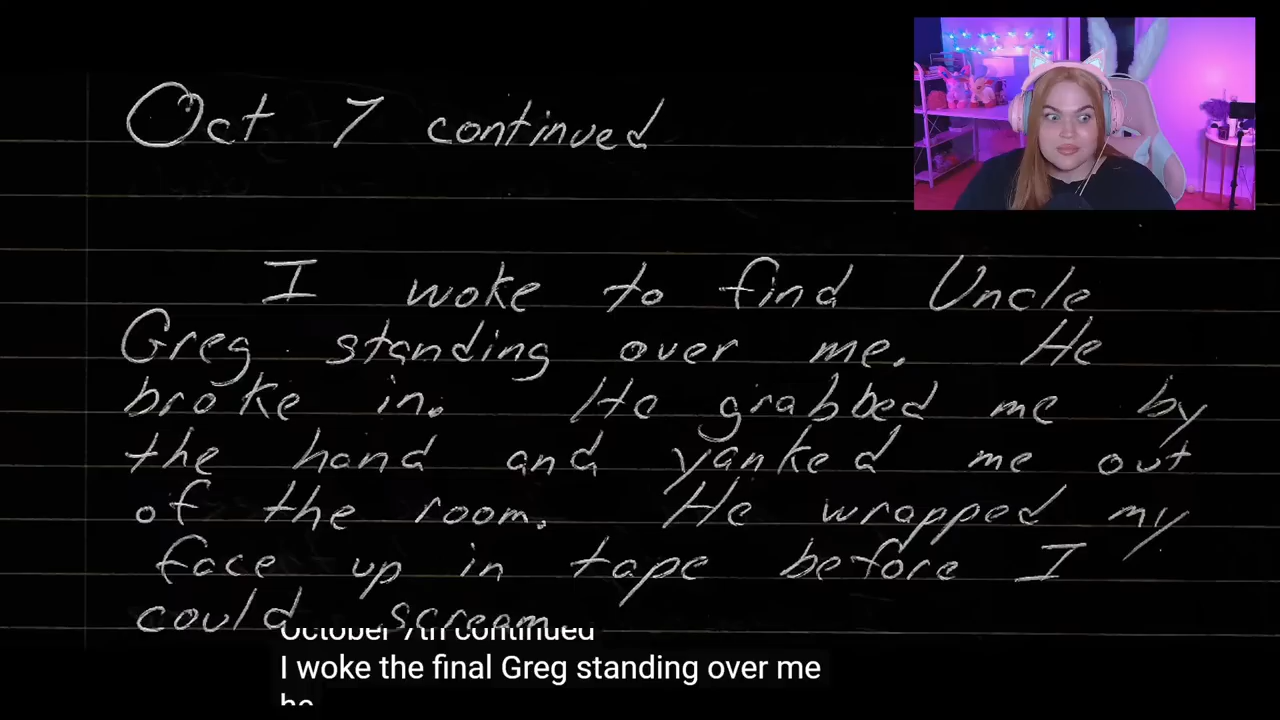 Oct 7 continued
I woke to find Uncle
Greg standing over me. He
broke in. He grabbed me by
the hand and yanked me out
of the room. He wrapped my
face up in tape before I
could scream.
October 7th continued
I woke the final Greg standing over me
he